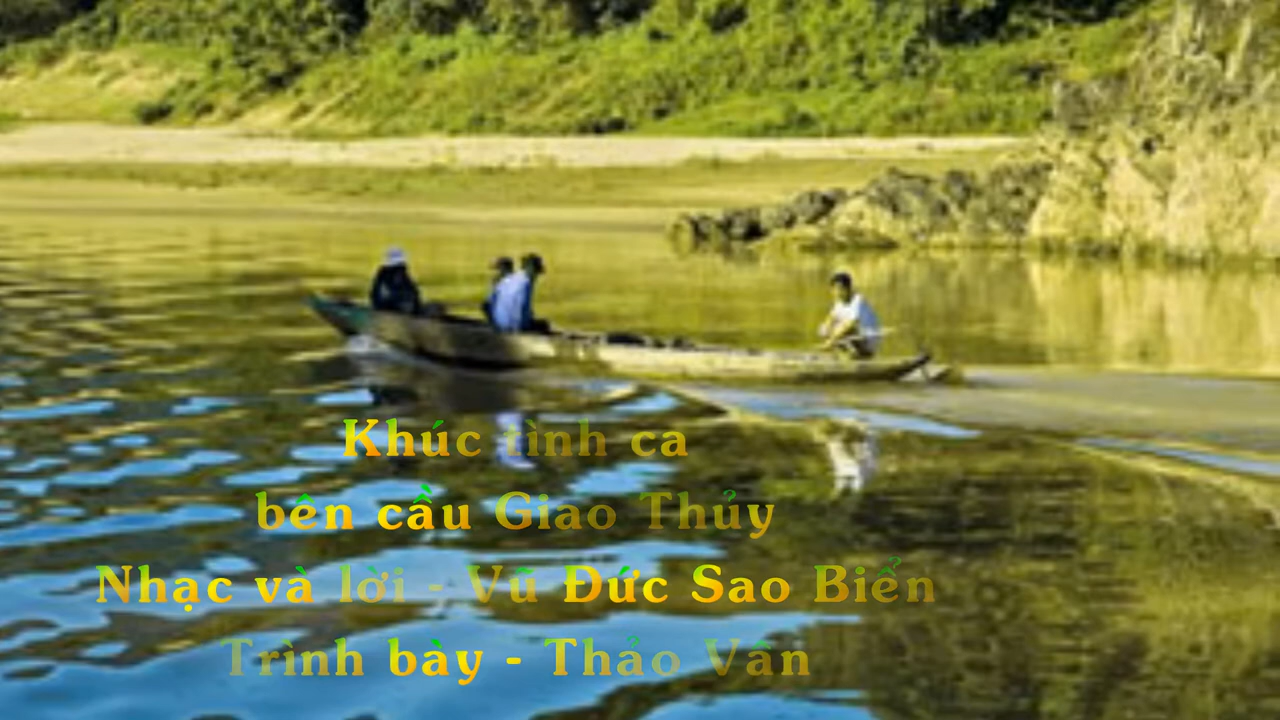 Khúc tình ca
bên cầu Giao Thủy
Nhạc và lời - Vũ Đức Sao Biển
Trình bày - Thảo Vân